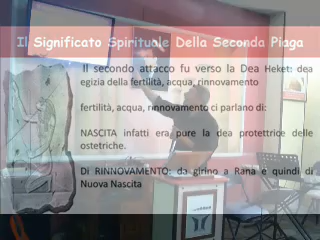 Il Significato Spirituale Della Seconda Piaga
Il secondo attacco fu verso la Dea Heket: dea
egizia della fertilità, acqua, rinnovamento
fertilità, acqua, rinnovamento ci parlano di:
NASCITA infatti era pure la dea protettrice delle
ostetriche.
Di RINNOVAMENTO: da girino a Rana e quindi di
Nuova Nascita